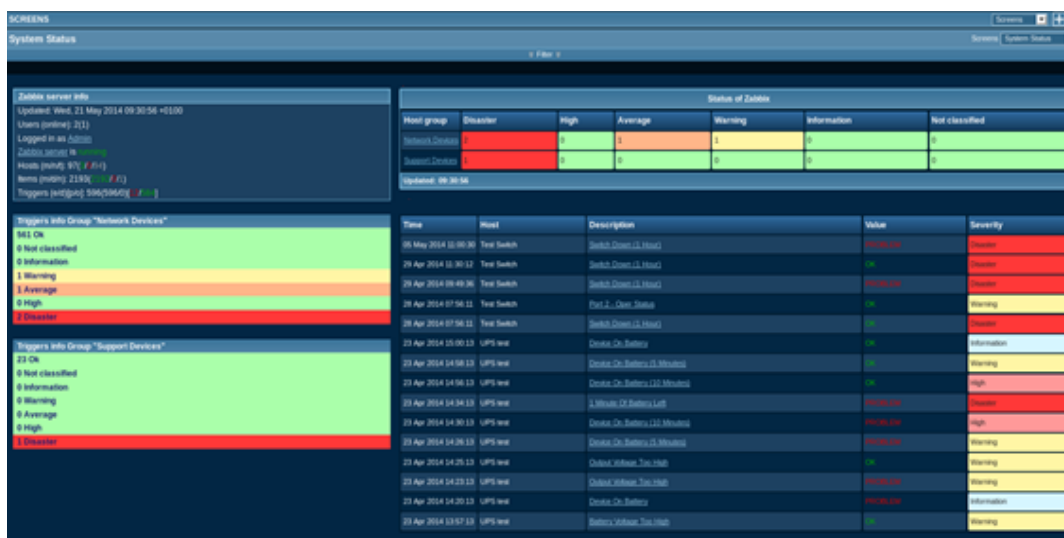 SCREENS
Screens
System Status
Screens System Status
Filter
Zabbix server info
Updated: Wed, 21 May 2014 09:30:56 +0100
Users (online): 2(1)
Logged in as Admin
Zabbix server is running
Hosts (m/n/t): 97
Items (m/d/n): 2193
Triggers (e/d)[p/o]: 596(596/0)
Triggers info Group "Network Devices"
561 Ok
0 Not classified
0 Information
1 Warning
1 Average
0 High
2 Disaster
Triggers info Group "Support Devices"
23 Ok
0 Not classified
0 Information
0 Warning
0 Average
0 High
1 Disaster
Status of Zabbix
Host group Disaster High Average Warning Information Not classified
Network Devices 2 0 1 1 0 0
Support Devices 1 0 0 0 0 0
Updated: 09:30:56
Time Host Description Value Severity
05 May 2014 11:00:30 Test Switch Switch Down (1 Hour) PROBLEM Disaster
29 Apr 2014 11:30:12 Test Switch Switch Down (1 Hour) OK Disaster
29 Apr 2014 09:49:36 Test Switch Switch Down (1 Hour) PROBLEM Disaster
28 Apr 2014 07:56:11 Test Switch Port 2 - Oper Status OK Warning
28 Apr 2014 07:56:11 Test Switch Switch Down (1 Hour) OK Disaster
23 Apr 2014 15:00:13 UPS test Device On Battery OK Information
23 Apr 2014 14:58:13 UPS test Device On Battery (5 Minutes) OK Warning
23 Apr 2014 14:56:13 UPS test Device On Battery (10 Minutes) OK High
23 Apr 2014 14:34:13 UPS test 1 Minute Of Battery Left PROBLEM Disaster
23 Apr 2014 14:30:13 UPS test Device On Battery (10 Minutes) PROBLEM High
23 Apr 2014 14:26:13 UPS test Device On Battery (5 Minutes) PROBLEM Warning
23 Apr 2014 14:25:13 UPS test Output Voltage Too High OK Warning
23 Apr 2014 14:23:13 UPS test Output Voltage Too High PROBLEM Warning
23 Apr 2014 14:20:13 UPS test Device On Battery PROBLEM Information
23 Apr 2014 13:57:13 UPS test Battery Voltage Too High OK Warning